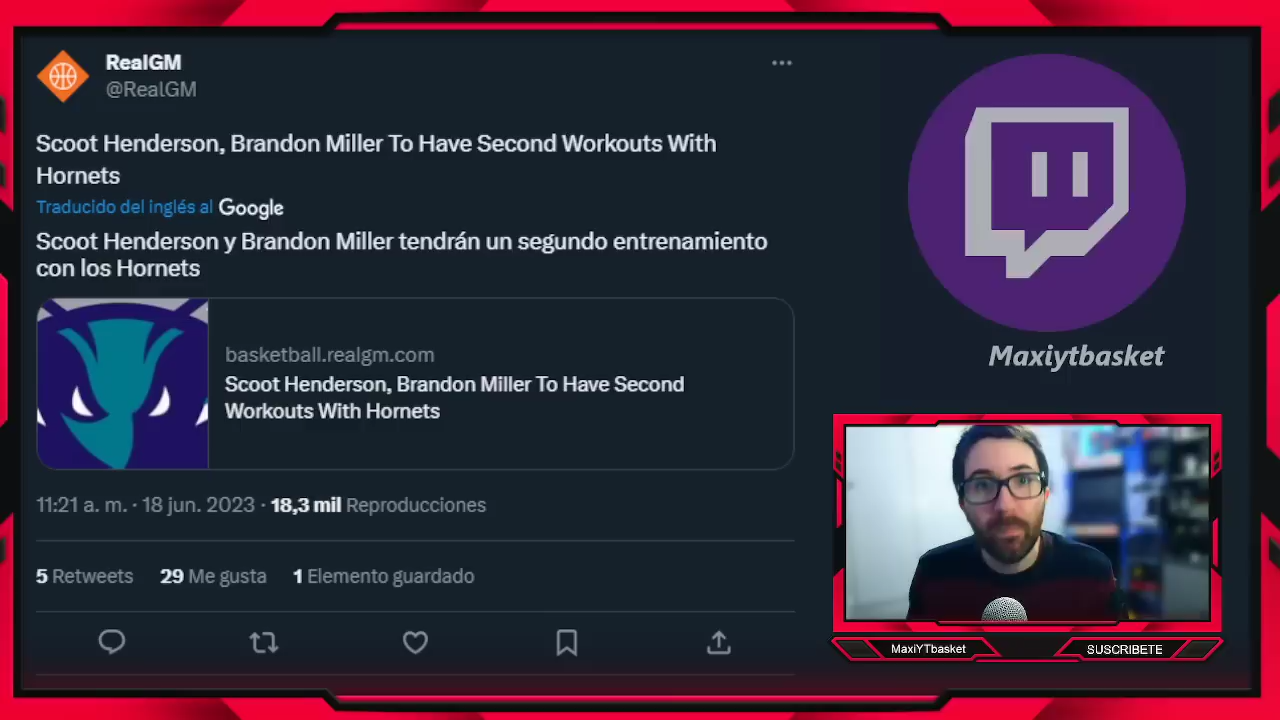 RealGM
@RealGM
Scoot Henderson, Brandon Miller To Have Second Workouts With
Hornets
Traducido del inglés al Google
Scoot Henderson y Brandon Miller tendrán un segundo entrenamiento
con los Hornets
basketball.realgm.com
Scoot Henderson, Brandon Miller To Have Second
Workouts With Hornets
11:21 a. m. · 18 jun. 2023 · 18,3 mil Reproducciones
5 Retweets 29 Me gusta 1 Elemento guardado
Maxiytbasket
MaxiYTbasket
SUSCRIBETE